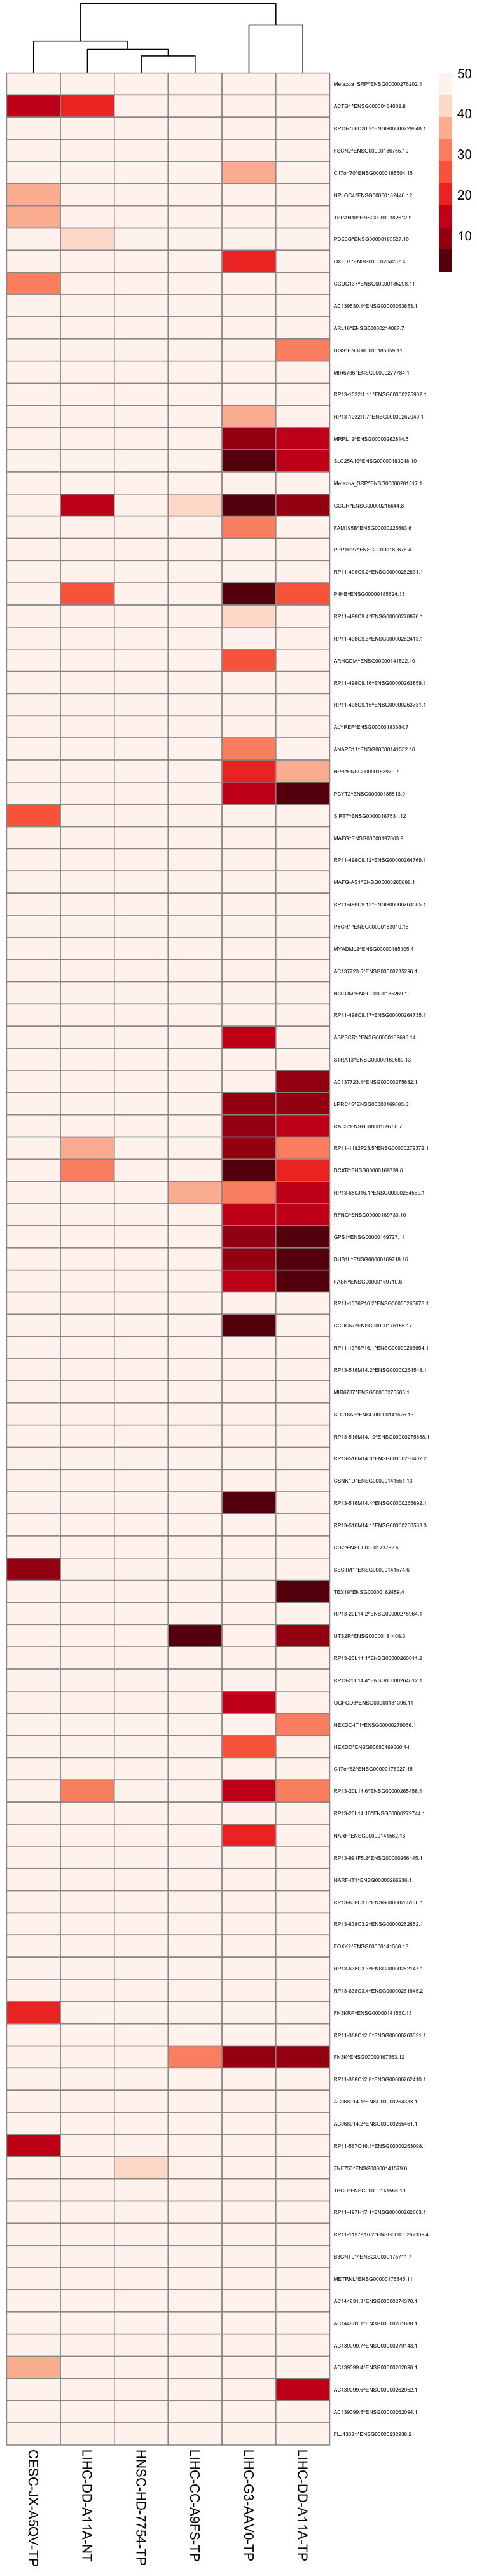 50
40
30
20
10
Metazoa_SRP^ENSG00000276202.1
ACTG1^ENSG00000184009.8
RP13-766D20.2^ENSG00000229848.1
FSCN2^ENSG00000186765.10
C17orf70^ENSG00000185504.15
NPLOC4^ENSG00000182446.12
TSPAN10^ENSG00000182612.9
PDE6G^ENSG00000185527.10
OXLD1^ENSG00000204237.4
CCDC137^ENSG00000185298.11
AC139530.1^ENSG00000263853.1
ARL16^ENSG00000214087.7
HGS^ENSG00000185359.11
MIR6786^ENSG00000277784.1
RP13-1032I1.11^ENSG00000275902.1
RP13-1032I1.7^ENSG00000262049.1
MRPL12^ENSG00000262814.5
SLC25A10^ENSG00000183048.10
Metazoa_SRP^ENSG00000281517.1
GCGR^ENSG00000215644.8
FAM195B^ENSG00000225663.6
PPP1R27^ENSG00000182676.4
RP11-498C9.2^ENSG00000262831.1
P4HB^ENSG00000185624.13
RP11-498C9.4^ENSG00000278876.1
RP11-498C9.3^ENSG00000262413.1
ARHGDIA^ENSG00000141522.10
RP11-498C9.16^ENSG00000263859.1
RP11-498C9.15^ENSG00000263731.1
ALYREF^ENSG00000183684.7
ANAPC11^ENSG00000141552.16
NPB^ENSG00000183979.7
PCYT2^ENSG00000185813.9
SIRT7^ENSG00000187531.12
MAFG^ENSG00000197063.9
RP11-498C9.12^ENSG00000264769.1
MAFG-AS1^ENSG00000265688.1
RP11-498C9.13^ENSG00000263585.1
PYCR1^ENSG00000183010.15
MYADML2^ENSG00000185105.4
AC137723.5^ENSG00000235296.1
NOTUM^ENSG00000185269.10
RP11-498C9.17^ENSG00000264735.1
ASPSCR1^ENSG00000169696.14
STRA13^ENSG00000169689.13
AC137723.1^ENSG00000275682.1
LRRC45^ENSG00000169683.6
RAC3^ENSG00000169750.7
RP11-1182P23.5^ENSG00000279372.1
DCXR^ENSG00000169738.6
RP13-650J16.1^ENSG00000264569.1
RFNG^ENSG00000169733.10
GPS1^ENSG00000169727.11
DUS1L^ENSG00000169718.16
FASN^ENSG00000169710.6
RP11-1376P16.2^ENSG00000265678.1
CCDC57^ENSG00000176155.17
RP11-1376P16.1^ENSG00000266654.1
RP13-516M14.2^ENSG00000264548.1
MIR6787^ENSG00000275505.1
SLC16A3^ENSG00000141526.13
RP13-516M14.10^ENSG00000275888.1
RP13-516M14.8^ENSG00000280407.2
CSNK1D^ENSG00000141551.13
RP13-516M14.4^ENSG00000265692.1
RP13-516M14.1^ENSG00000260563.3
CD7^ENSG00000173762.6
SECTM1^ENSG00000141574.6
TEX19^ENSG00000182459.4
RP13-20L14.2^ENSG00000278964.1
UTS2R^ENSG00000181408.3
RP13-20L14.1^ENSG00000260011.2
RP13-20L14.4^ENSG00000264812.1
OGFOD3^ENSG00000181396.11
HEXDC-IT1^ENSG00000279066.1
HEXDC^ENSG00000169660.14
C17orf62^ENSG00000178927.15
RP13-20L14.6^ENSG00000265458.1
RP13-20L14.10^ENSG00000279744.1
NARF^ENSG00000141562.16
RP13-991F5.2^ENSG00000266445.1
NARF-IT1^ENSG00000266236.1
RP13-638C3.6^ENSG00000265136.1
RP13-638C3.2^ENSG00000262652.1
FOXK2^ENSG00000141568.18
RP13-638C3.3^ENSG00000262147.1
RP13-638C3.4^ENSG00000261845.2
FN3KRP^ENSG00000141560.13
RP11-388C12.5^ENSG00000263321.1
FN3K^ENSG00000167363.12
RP11-388C12.8^ENSG00000262410.1
AC068014.1^ENSG00000264383.1
AC068014.2^ENSG00000265461.1
RP11-567O16.1^ENSG00000263098.1
ZNF750^ENSG00000141579.6
TBCD^ENSG00000141556.19
RP11-497H17.1^ENSG00000262663.1
RP11-1197K16.2^ENSG00000262339.4
B3GNTL1^ENSG00000175711.7
METRNL^ENSG00000176845.11
AC144831.3^ENSG00000274370.1
AC144831.1^ENSG00000261888.1
AC139099.7^ENSG00000279143.1
AC139099.4^ENSG00000262898.1
AC139099.6^ENSG00000262952.1
AC139099.5^ENSG00000262094.1
FLJ43681^ENSG00000232938.2
CESC-JX-A5QV-TP
LIHC-DD-A11A-NT
HNSC-HD-7754-TP
LIHC-CC-A9FS-TP
LIHC-G3-AAV0-TP
LIHC-DD-A11A-TP